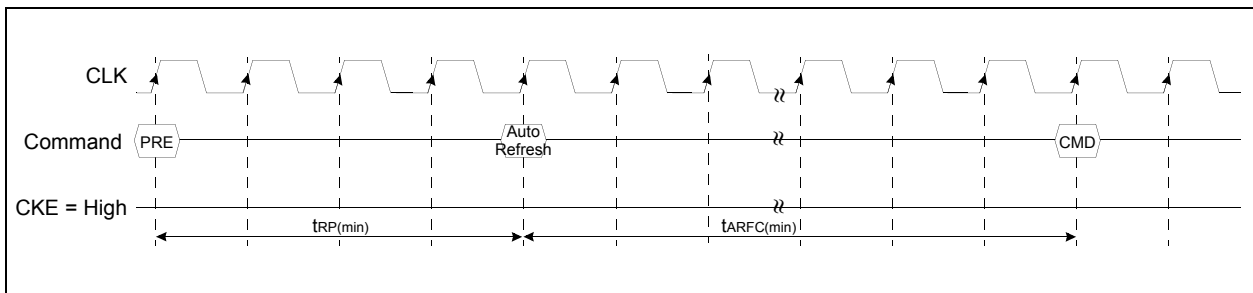 CLK
Command
PRE
Auto
Refresh
CMD
CKE = High
tRP(min)
tARFC(min)